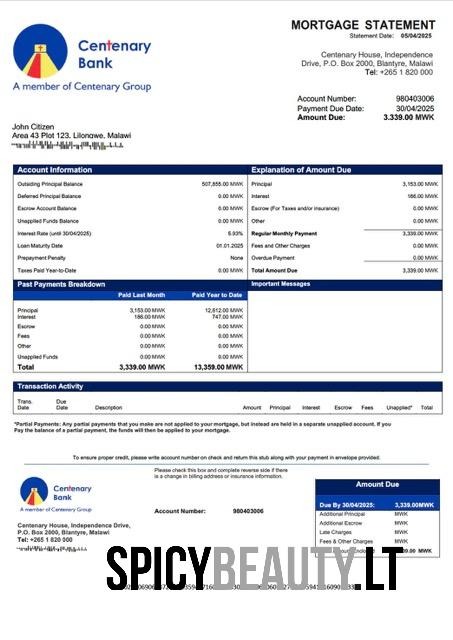 MORTGAGE STATEMENT
Statement Date: 05/04/2025
Centenary
Bank
A member of Centenary Group
Centenary House, Independence
Drive, P.O. Box 2000, Blantyre, Malawi
Tel: +265 1 820 000
Account Number: 980403006
Payment Due Date: 30/04/2025
Amount Due: 3.339.00 MWK
John Citizen
Area 43 Plot 123. Lilongwe, Malawi
Account Information
Outsiding Principal Balance 507,855.00 MWK
Deferred Principal Balance 0.00 MWK
Escrow Account Balance 0.00 MWK
Unapplied Funds Balance 0.00 MWK
Interest Rate (until 30/04/2025) 5.93%
Loan Maturity Date 01.01.2025
Prepayment Penalty None
Taxes Paid Year-to-Date 0.00 MWK
Explanation of Amount Due
Principal 3,153.00 MWK
Interest 186.00 MWK
Escrow (For Taxes and/or insurance) 0.00 MWK
Other 0.00 MWK
Regular Monthly Payment 3,339.00 MWK
Fees and Other Charges 0.00 MWK
Overdue Payment 0.00 MWK
Total Amount Due 3,339.00 MWK
Past Payments Breakdown
Paid Last Month Paid Year to Date
Principal 3,153.00 MWK 12,612.00 MWK
Interest 186.00 MWK 747.00 MWK
Escrow 0.00 MWK 0.00 MWK
Fees 0.00 MWK 0.00 MWK
Other 0.00 MWK 0.00 MWK
Unapplied Funds 0.00 MWK 0.00 MWK
Total 3,339.00 MWK 13,359.00 MWK
Important Messages
Transaction Activity
Trans. Date Due Date Description Amount Principal Interest Escrow Fees Unapplied* Total
*Partial Payments: Any partial payments that you make are not applied to your mortgage, but instead are held in a separate unapplied account. If you
Pay the balance of a partial payment, the funds will then be applied to your mortgage.
To ensure proper credit, please write account number on check and return this stub along with your payment in envelope provided.
Centenary
Bank
A member of Centenary Group
Please check this box and complete reverse side if there
is a change in billing address or insurance information.
Account Number: 980403006
Centenary House, Independence Drive,
P.O. Box 2000, Blantyre, Malawi
Tel: +265 1 820 000
Amount Due
Due By 30/04/2025: 3,339.00MWK
Additional Principal MWK
Additional Escrow MWK
Late Charges MWK
Fees & Other Charges MWK
MWK
SPICYBEAUTY.LT